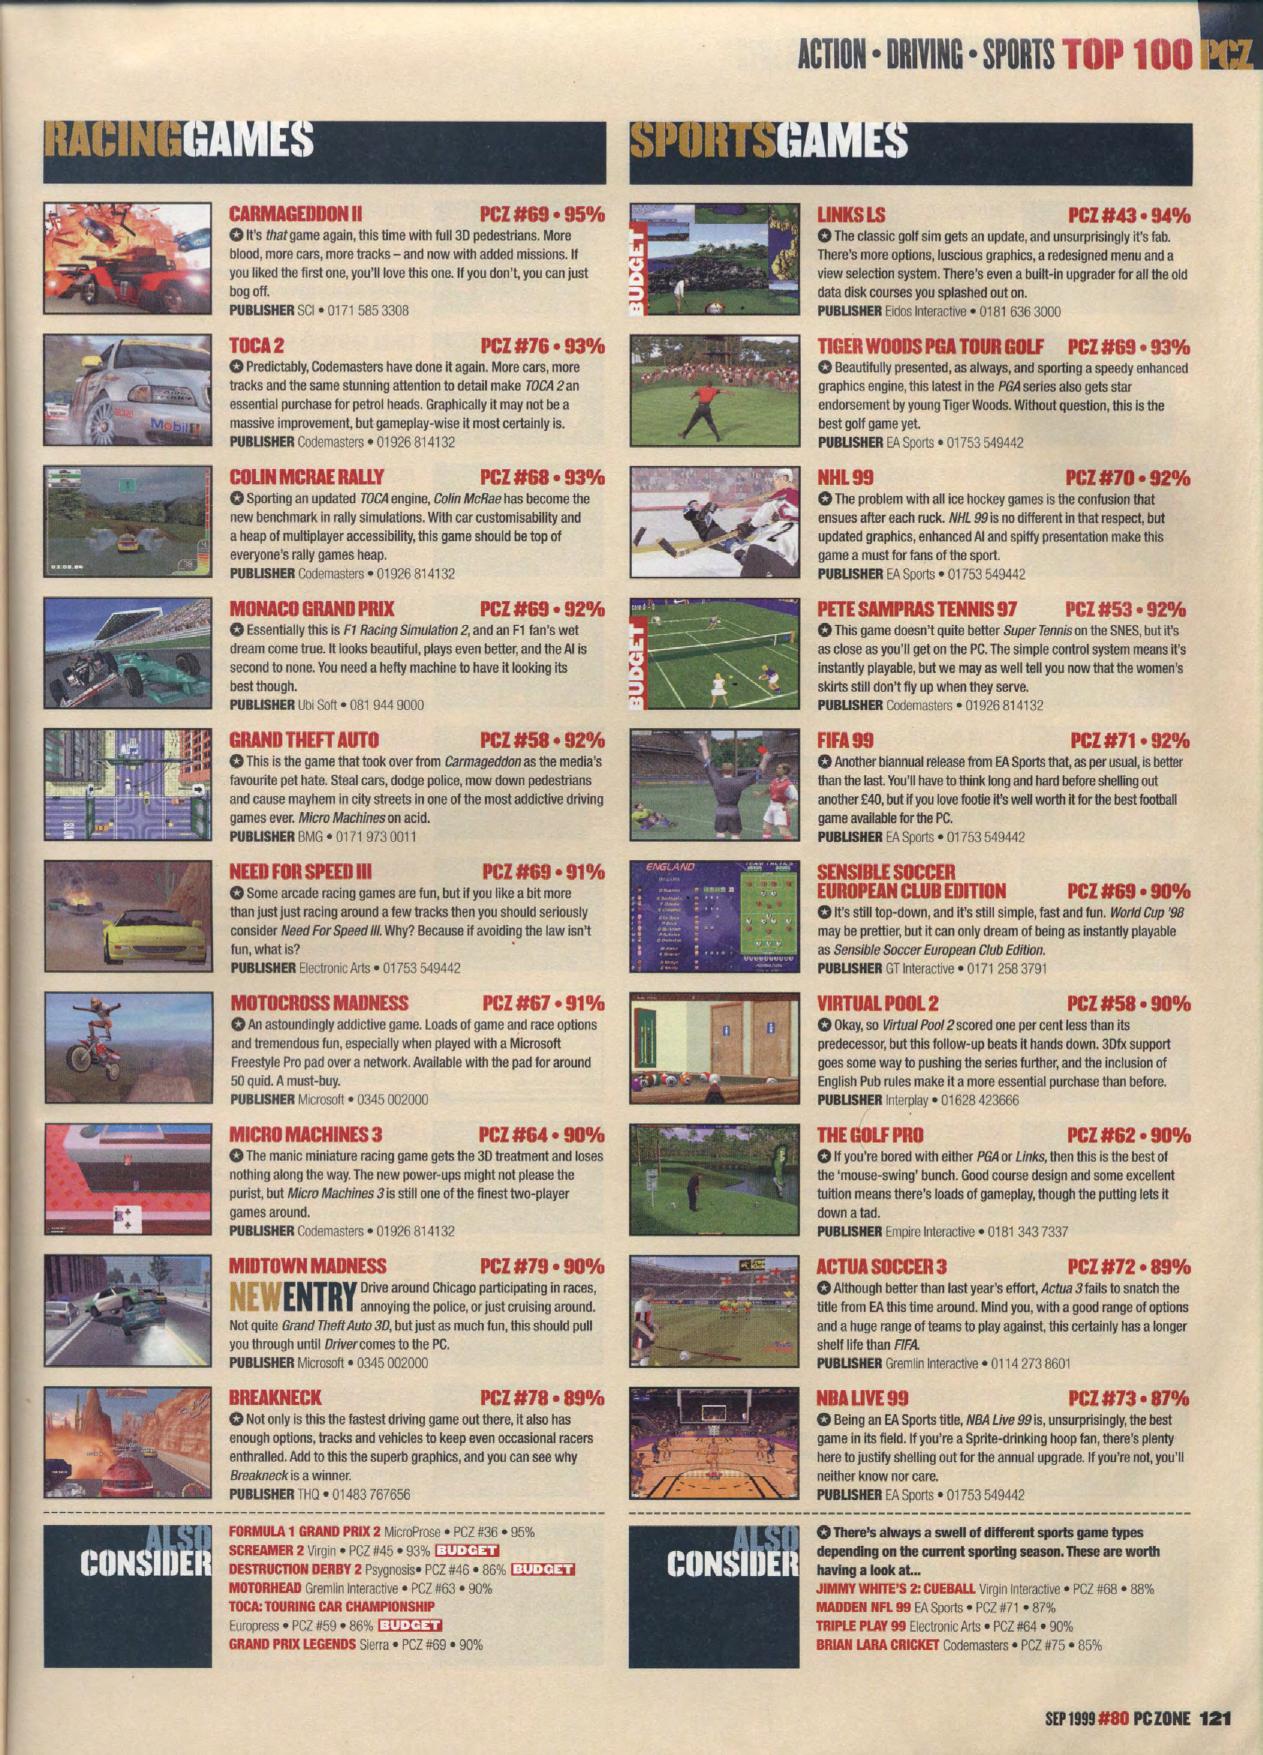 ACTION • DRIVING • SPORTS TOP 100 PCZ
RACINGGAMES
CARMAGEDDON II PCZ #69 • 95%
It's that game again, this time with full 3D pedestrians. More
blood, more cars, more tracks – and now with added missions. If
you liked the first one, you'll love this one. If you don't, you can just
bog off.
PUBLISHER SCI • 0171 585 3308
TOCA 2 PCZ #76 • 93%
Predictably, Codemasters have done it again. More cars, more
tracks and the same stunning attention to detail make TOCA 2 an
essential purchase for petrol heads. Graphically it may not be a
massive improvement, but gameplay-wise it most certainly is.
PUBLISHER Codemasters • 01926 814132
Mobil
COLIN MCRAE RALLY PCZ #68 • 93%
Sporting an updated TOCA engine, Colin McRae has become the
new benchmark in rally simulations. With car customisability and
a heap of multiplayer accessibility, this game should be top of
everyone's rally games heap.
PUBLISHER Codemasters • 01926 814132
MONACO GRAND PRIX PCZ #69 • 92%
Essentially this is F1 Racing Simulation 2, and an F1 fan's wet
dream come true. It looks beautiful, plays even better, and the AI is
second to none. You need a hefty machine to have it looking its
best though.
PUBLISHER Ubi Soft • 081 944 9000
GRAND THEFT AUTO PCZ #58 • 92%
This is the game that took over from Carmageddon as the media's
favourite pet hate. Steal cars, dodge police, mow down pedestrians
and cause mayhem in city streets in one of the most addictive driving
games ever. Micro Machines on acid.
PUBLISHER BMG • 0171 973 0011
NEED FOR SPEED III PCZ #69 • 91%
Some arcade racing games are fun, but if you like a bit more
than just just racing around a few tracks then you should seriously
consider Need For Speed III. Why? Because if avoiding the law isn't
fun, what is?
PUBLISHER Electronic Arts • 01753 549442
MOTOCROSS MADNESS PCZ #67 • 91%
An astoundingly addictive game. Loads of game and race options
and tremendous fun, especially when played with a Microsoft
Freestyle Pro pad over a network. Available with the pad for around
50 quid. A must-buy.
PUBLISHER Microsoft • 0345 002000
MICRO MACHINES 3 PCZ #64 • 90%
The manic miniature racing game gets the 3D treatment and loses
nothing along the way. The new power-ups might not please the
purist, but Micro Machines 3 is still one of the finest two-player
games around.
PUBLISHER Codemasters • 01926 814132
MIDTOWN MADNESS PCZ #79 • 90%
NEWENTRY Drive around Chicago participating in races,
annoying the police, or just cruising around.
Not quite Grand Theft Auto 3D, but just as much fun, this should pull
you through until Driver comes to the PC.
PUBLISHER Microsoft • 0345 002000
BREAKNECK PCZ #78 • 89%
Not only is this the fastest driving game out there, it also has
enough options, tracks and vehicles to keep even occasional racers
enthralled. Add to this the superb graphics, and you can see why
Breakneck is a winner.
PUBLISHER THQ • 01483 767656
ALSO
CONSIDER
FORMULA 1 GRAND PRIX 2 MicroProse • PCZ #36 • 95%
SCREAMER 2 Virgin • PCZ #45 • 93% BUDGET
DESTRUCTION DERBY 2 Psygnosis • PCZ #46 • 86% BUDGET
MOTORHEAD Gremlin Interactive • PCZ #63 • 90%
TOCA: TOURING CAR CHAMPIONSHIP
Europress • PCZ #59 • 86% BUDGET
GRAND PRIX LEGENDS Sierra • PCZ #69 • 90%
SPORTSGAMES
BUDGET
LINKS LS PCZ #43 • 94%
The classic golf sim gets an update, and unsurprisingly it's fab.
There's more options, luscious graphics, a redesigned menu and a
view selection system. There's even a built-in upgrader for all the old
data disk courses you splashed out on.
PUBLISHER Eidos Interactive • 0181 636 3000
TIGER WOODS PGA TOUR GOLF PCZ #69 • 93%
Beautifully presented, as always, and sporting a speedy enhanced
graphics engine, this latest in the PGA series also gets star
endorsement by young Tiger Woods. Without question, this is the
best golf game yet.
PUBLISHER EA Sports • 01753 549442
NHL 99 PCZ #70 • 92%
The problem with all ice hockey games is the confusion that
ensues after each ruck. NHL 99 is no different in that respect, but
updated graphics, enhanced AI and spiffy presentation make this
game a must for fans of the sport.
PUBLISHER EA Sports • 01753 549442
BUDGET
PETE SAMPRAS TENNIS 97 PCZ #53 • 92%
This game doesn't quite better Super Tennis on the SNES, but it's
as close as you'll get on the PC. The simple control system means it's
instantly playable, but we may as well tell you now that the women's
skirts still don't fly up when they serve.
PUBLISHER Codemasters • 01926 814132
FIFA 99 PCZ #71 • 92%
Another biannual release from EA Sports that, as per usual, is better
than the last. You'll have to think long and hard before shelling out
another £40, but if you love footie it's well worth it for the best football
game available for the PC.
PUBLISHER EA Sports • 01753 549442
ENGLAND
SENSIBLE SOCCER
EUROPEAN CLUB EDITION PCZ #69 • 90%
It's still top-down, and it's still simple, fast and fun. World Cup '98
may be prettier, but it can only dream of being as instantly playable
as Sensible Soccer European Club Edition.
PUBLISHER GT Interactive • 0171 258 3791
VIRTUAL POOL 2 PCZ #58 • 90%
Okay, so Virtual Pool 2 scored one per cent less than its
predecessor, but this follow-up beats it hands down. 3Dfx support
goes some way to pushing the series further, and the inclusion of
English Pub rules make it a more essential purchase than before.
PUBLISHER Interplay • 01628 423666
THE GOLF PRO PCZ #62 • 90%
If you're bored with either PGA or Links, then this is the best of
the 'mouse-swing' bunch. Good course design and some excellent
tuition means there's loads of gameplay, though the putting lets it
down a tad.
PUBLISHER Empire Interactive • 0181 343 7337
ACTUA SOCCER 3 PCZ #72 • 89%
Although better than last year's effort, Actua 3 fails to snatch the
title from EA this time around. Mind you, with a good range of options
and a huge range of teams to play against, this certainly has a longer
shelf life than FIFA.
PUBLISHER Gremlin Interactive • 0114 273 8601
NBA LIVE 99 PCZ #73 • 87%
Being an EA Sports title, NBA Live 99 is, unsurprisingly, the best
game in its field. If you're a Sprite-drinking hoop fan, there's plenty
here to justify shelling out for the annual upgrade. If you're not, you'll
neither know nor care.
PUBLISHER EA Sports • 01753 549442
ALSO
CONSIDER
There's always a swell of different sports game types
depending on the current sporting season. These are worth
having a look at...
JIMMY WHITE'S 2: CUEBALL Virgin Interactive • PCZ #68 • 88%
MADDEN NFL 99 EA Sports • PCZ #71 • 87%
TRIPLE PLAY 99 Electronic Arts • PCZ #64 • 90%
BRIAN LARA CRICKET Codemasters • PCZ #75 • 85%
SEP 1999 #80 PC ZONE 121